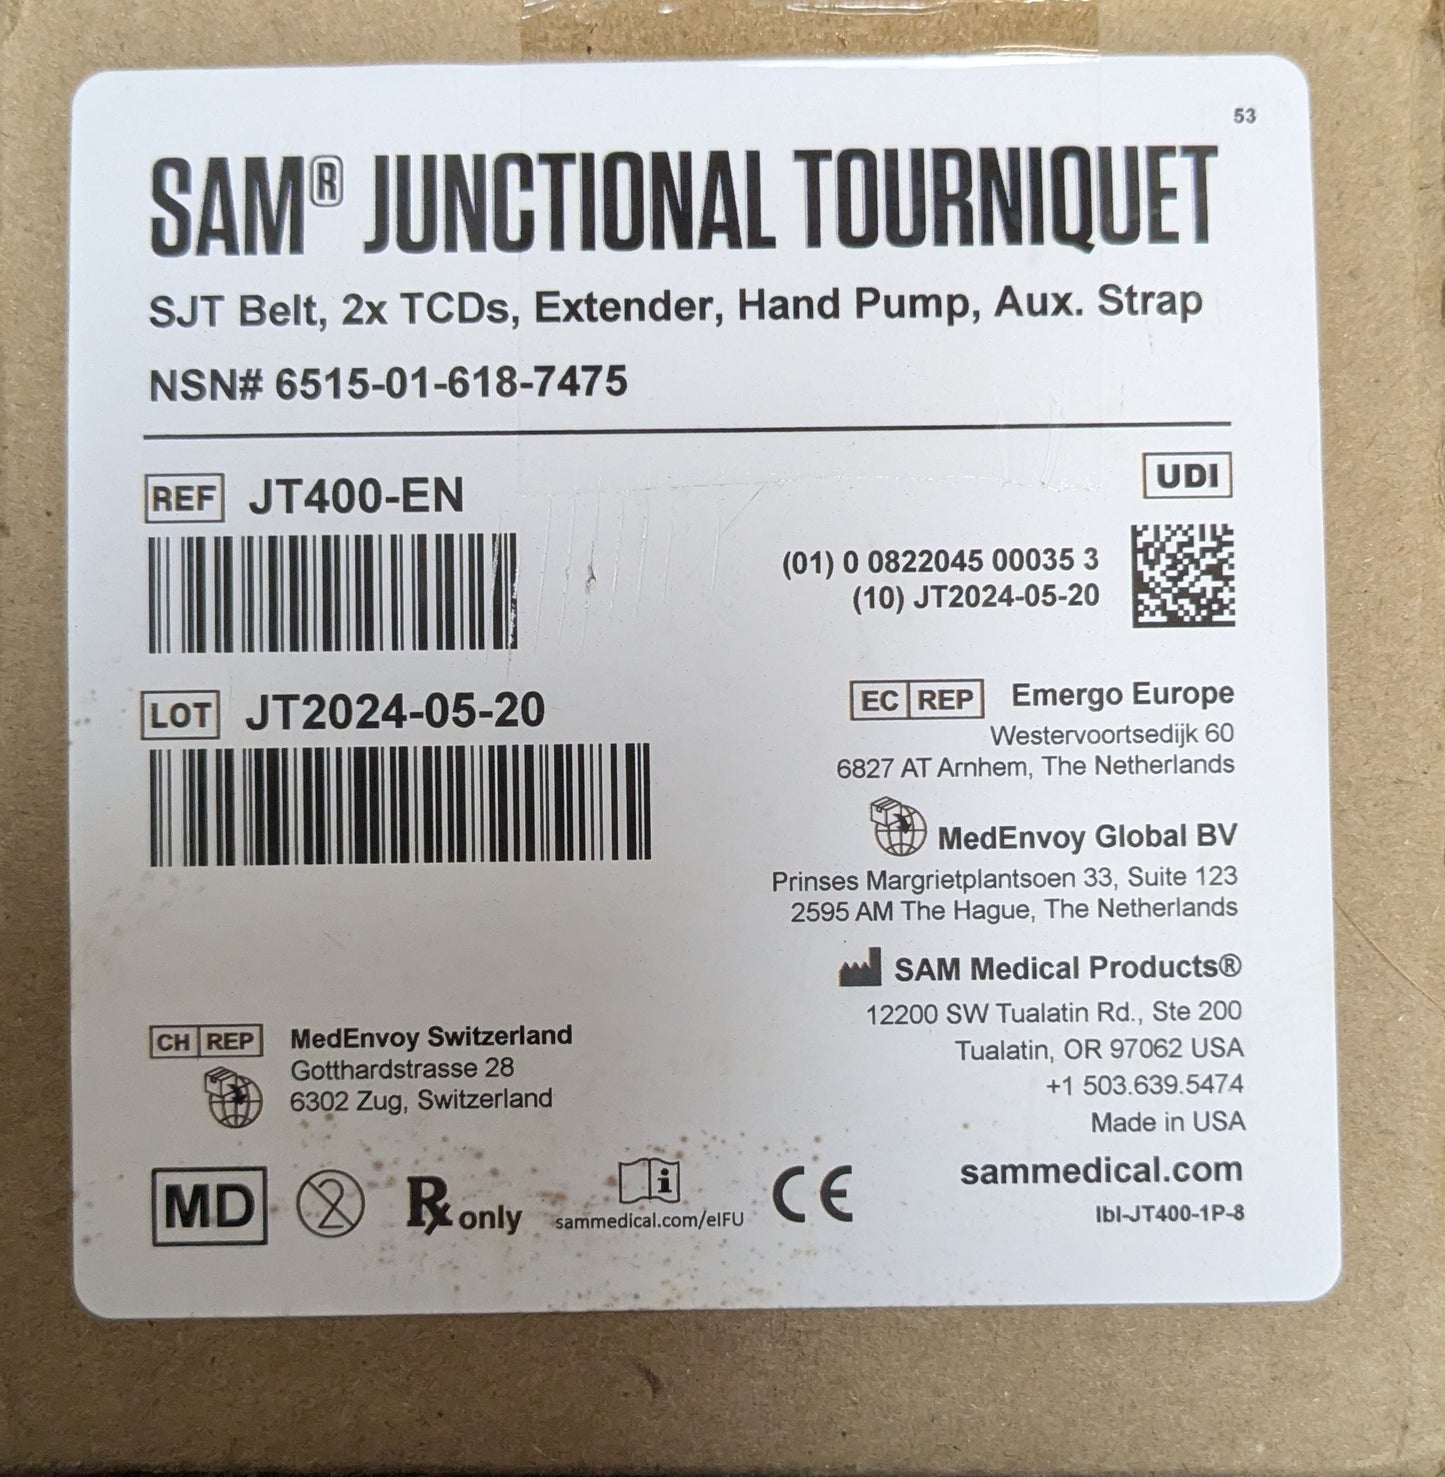 53
SAM® JUNCTIONAL TOURNIQUET
SJT Belt, 2x TCDs, Extender, Hand Pump, Aux. Strap
NSN# 6515-01-618-7475
REF JT400-EN
UDI
(01) 0 0822045 00035 3
(10) JT2024-05-20
LOT JT2024-05-20
EC REP Emergo Europe
Westervoortsedijk 60
6827 AT Arnhem, The Netherlands
MedEnvoy Global BV
Prinses Margrietplantsoen 33, Suite 123
2595 AM The Hague, The Netherlands
SAM Medical Products®
12200 SW Tualatin Rd., Ste 200
Tualatin, OR 97062 USA
+1 503.639.5474
Made in USA
CH REP MedEnvoy Switzerland
Gotthardstrasse 28
6302 Zug, Switzerland
MD 2 Rx only i CE
sammedical.com/eIFU
sammedical.com
lbl-JT400-1P-8